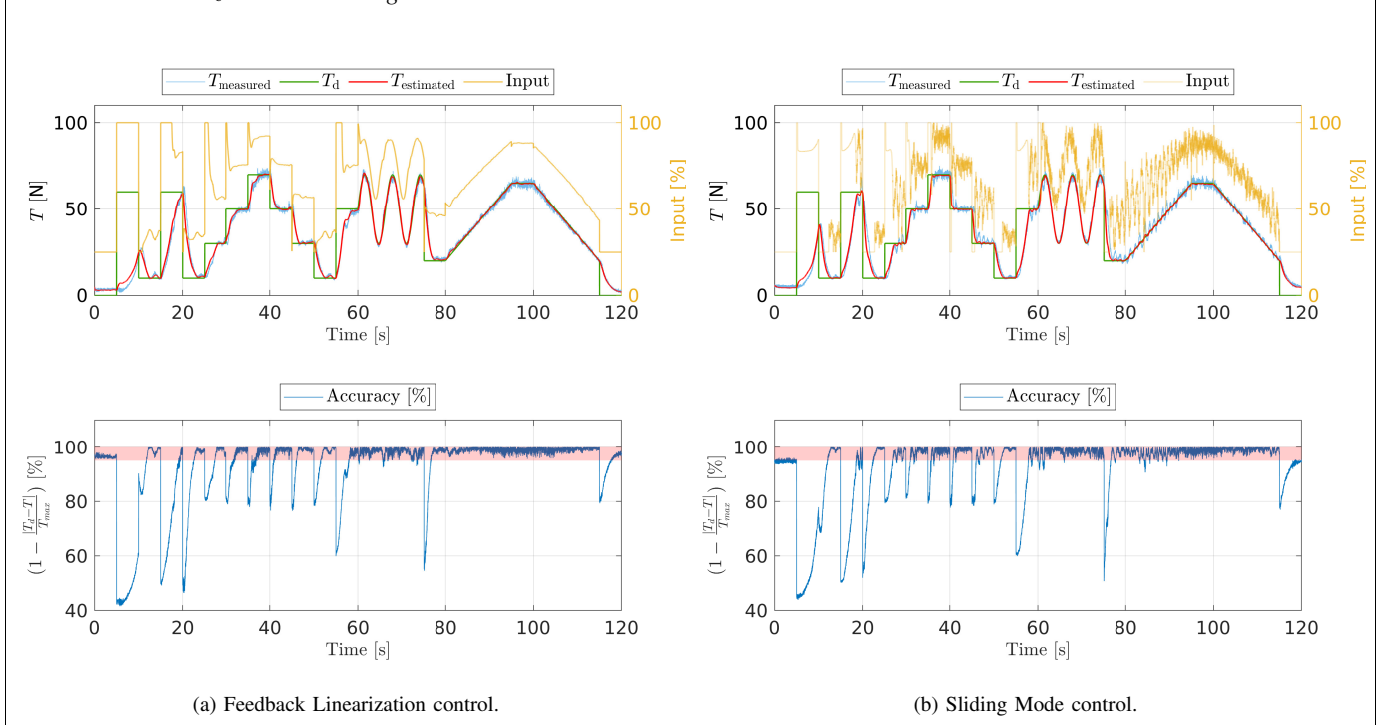 T_measured T_d T_estimated Input
100
50
0
T [N]
100
50
0
Input [%]
0 20 40 60 80 100 120
Time [s]
Accuracy [%]
100
80
60
40
(1 − |T_d−T|/T_max) [%]
0 20 40 60 80 100 120
Time [s]
(a) Feedback Linearization control.
T_measured T_d T_estimated Input
100
50
0
T [N]
100
50
0
Input [%]
0 20 40 60 80 100 120
Time [s]
Accuracy [%]
100
80
60
40
(1 − |T_d−T|/T_max) [%]
0 20 40 60 80 100 120
Time [s]
(b) Sliding Mode control.